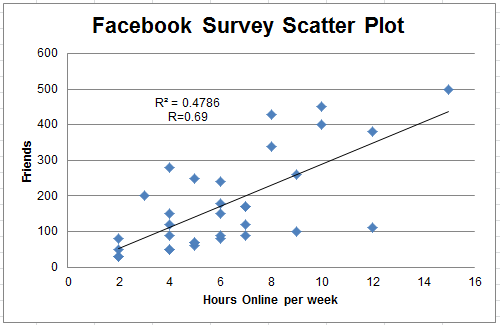 Facebook Survey Scatter Plot
600
500
400
300
200
100
0
R² = 0.4786
R=0.69
Friends
0 2 4 6 8 10 12 14 16
Hours Online per week